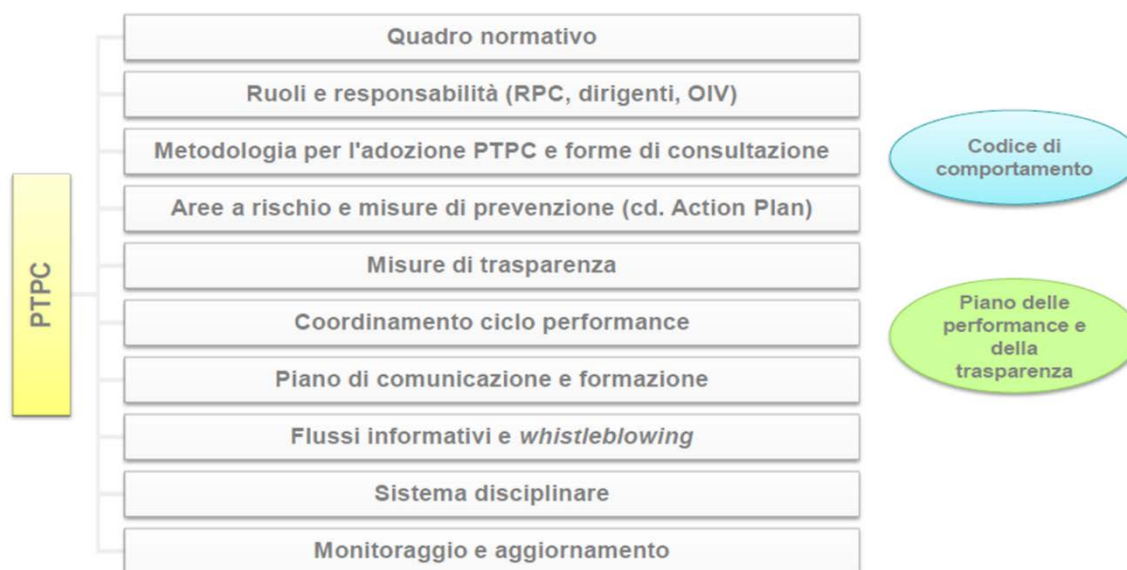 PTPC
Quadro normativo
Ruoli e responsabilità (RPC, dirigenti, OIV)
Metodologia per l'adozione PTPC e forme di consultazione
Aree a rischio e misure di prevenzione (cd. Action Plan)
Misure di trasparenza
Coordinamento ciclo performance
Piano di comunicazione e formazione
Flussi informativi e whistleblowing
Sistema disciplinare
Monitoraggio e aggiornamento
Codice di
comportamento
Piano delle
performance e
della
trasparenza